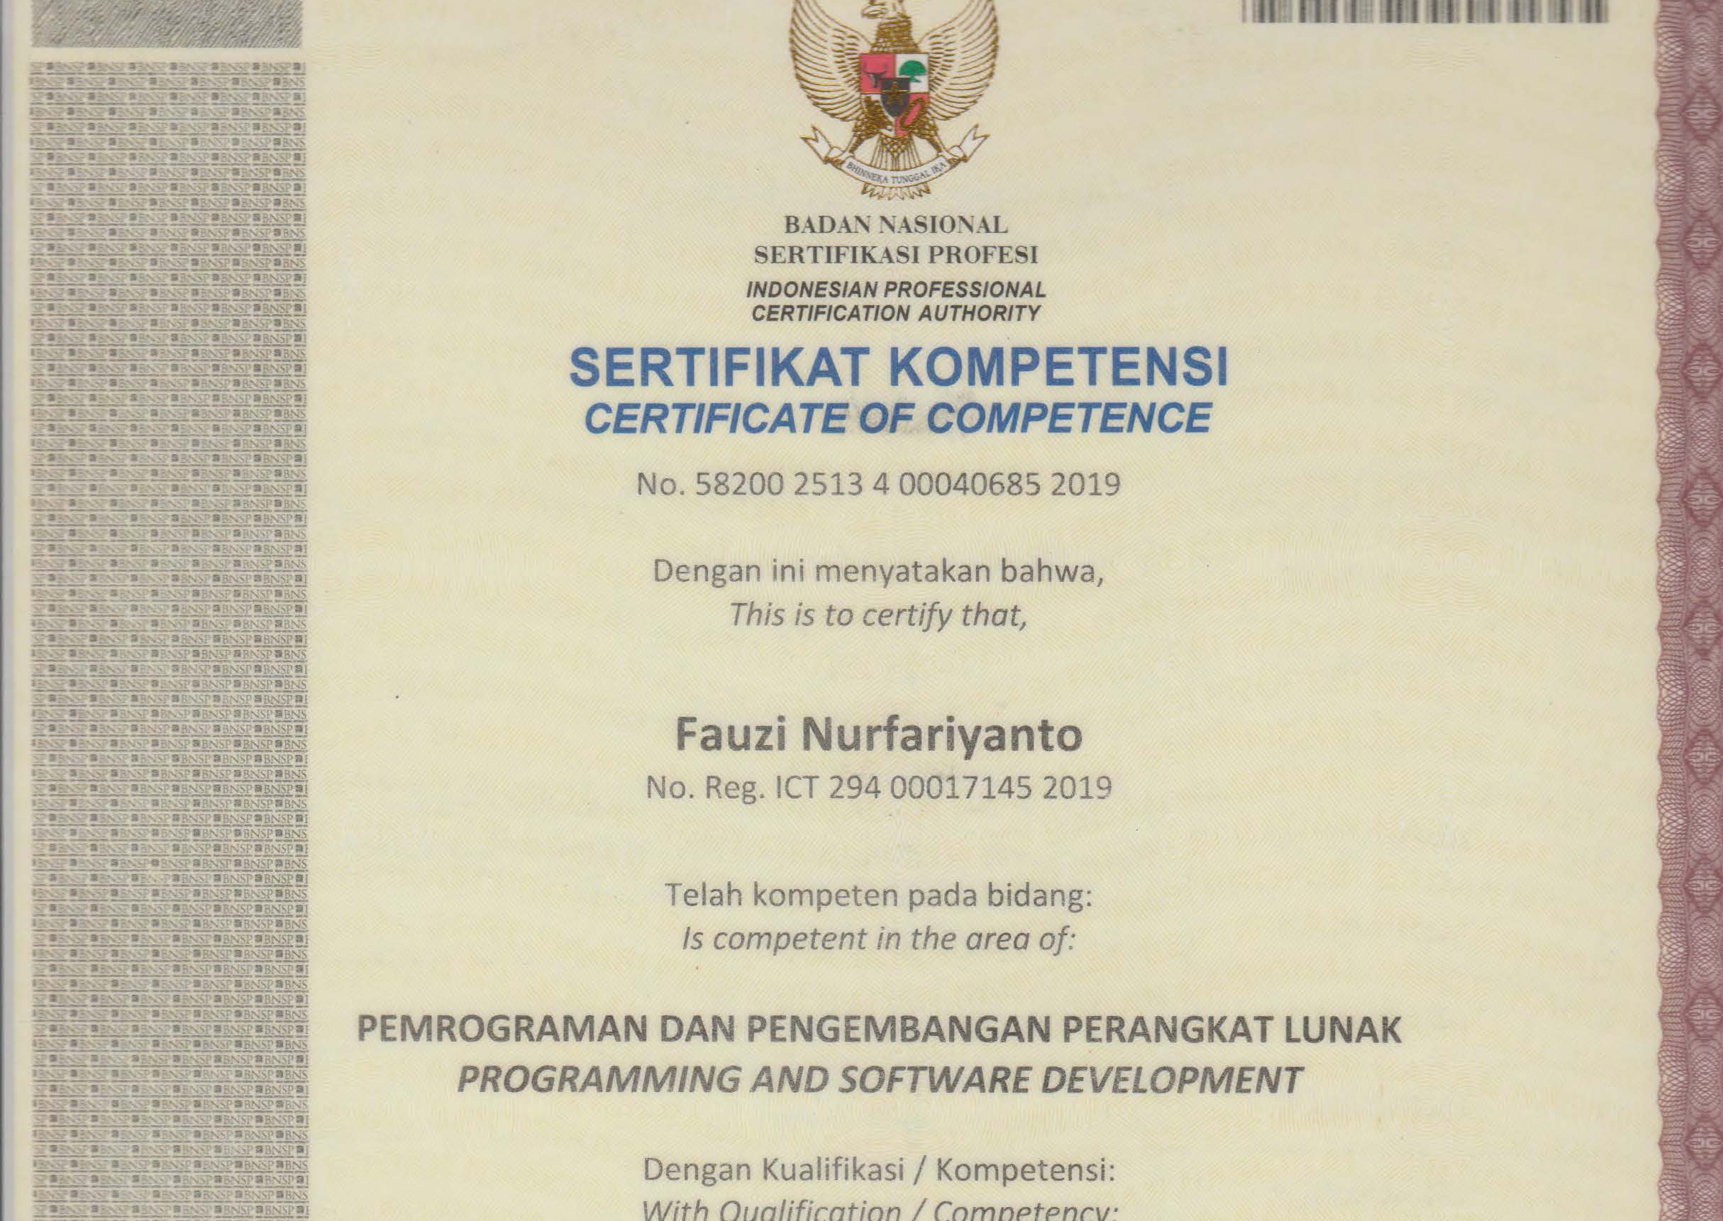 BHINNEKA TUNGGAL IKA
BADAN NASIONAL
SERTIFIKASI PROFESI
INDONESIAN PROFESSIONAL
CERTIFICATION AUTHORITY
SERTIFIKAT KOMPETENSI
CERTIFICATE OF COMPETENCE
No. 58200 2513 4 00040685 2019
Dengan ini menyatakan bahwa,
This is to certify that,
Fauzi Nurfariyanto
No. Reg. ICT 294 00017145 2019
Telah kompeten pada bidang:
Is competent in the area of:
PEMROGRAMAN DAN PENGEMBANGAN PERANGKAT LUNAK
PROGRAMMING AND SOFTWARE DEVELOPMENT
Dengan Kualifikasi / Kompetensi:
With Qualification / Competency: